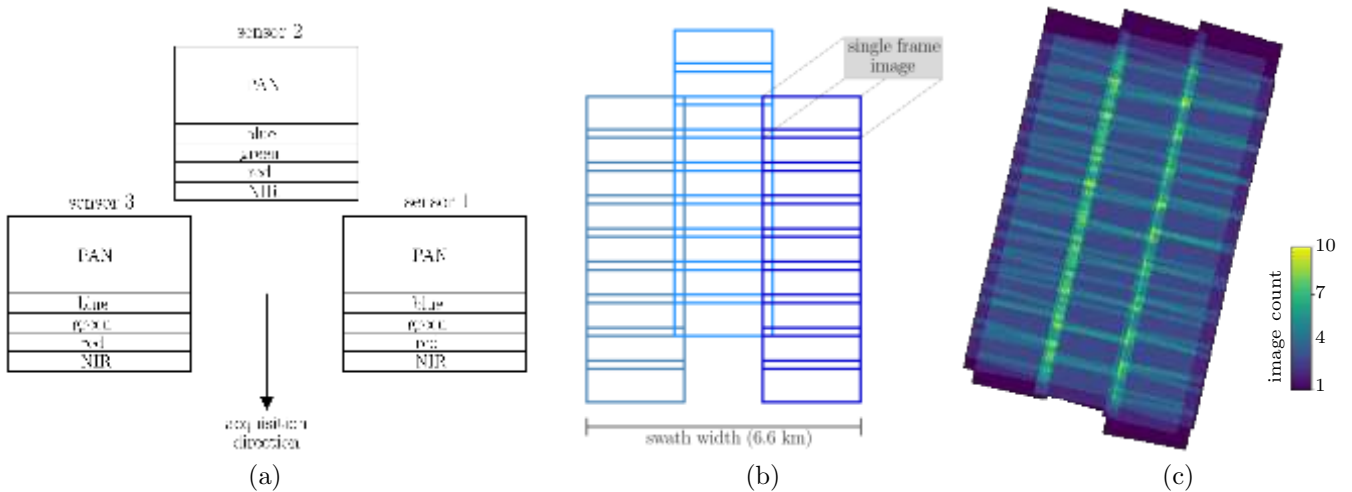 sensor 2
PAN
blue
green
red
NIR
sensor 3
PAN
blue
green
red
NIR
sensor 1
PAN
blue
green
red
NIR
acquisition
direction
(a)
single frame
image
swath width (6.6 km)
(b)
image count
10
7
4
1
(c)